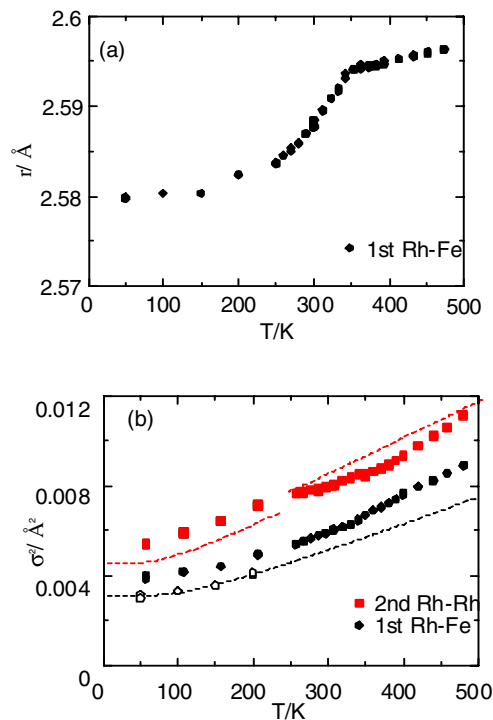 (a)
2.6
2.59
2.58
2.57
r/ Å
1st Rh-Fe
0 100 200 300 400 500
T/K
(b)
0.012
0.008
0.004
0
σ²/ Å²
2nd Rh-Rh
1st Rh-Fe
0 100 200 300 400 500
T/K